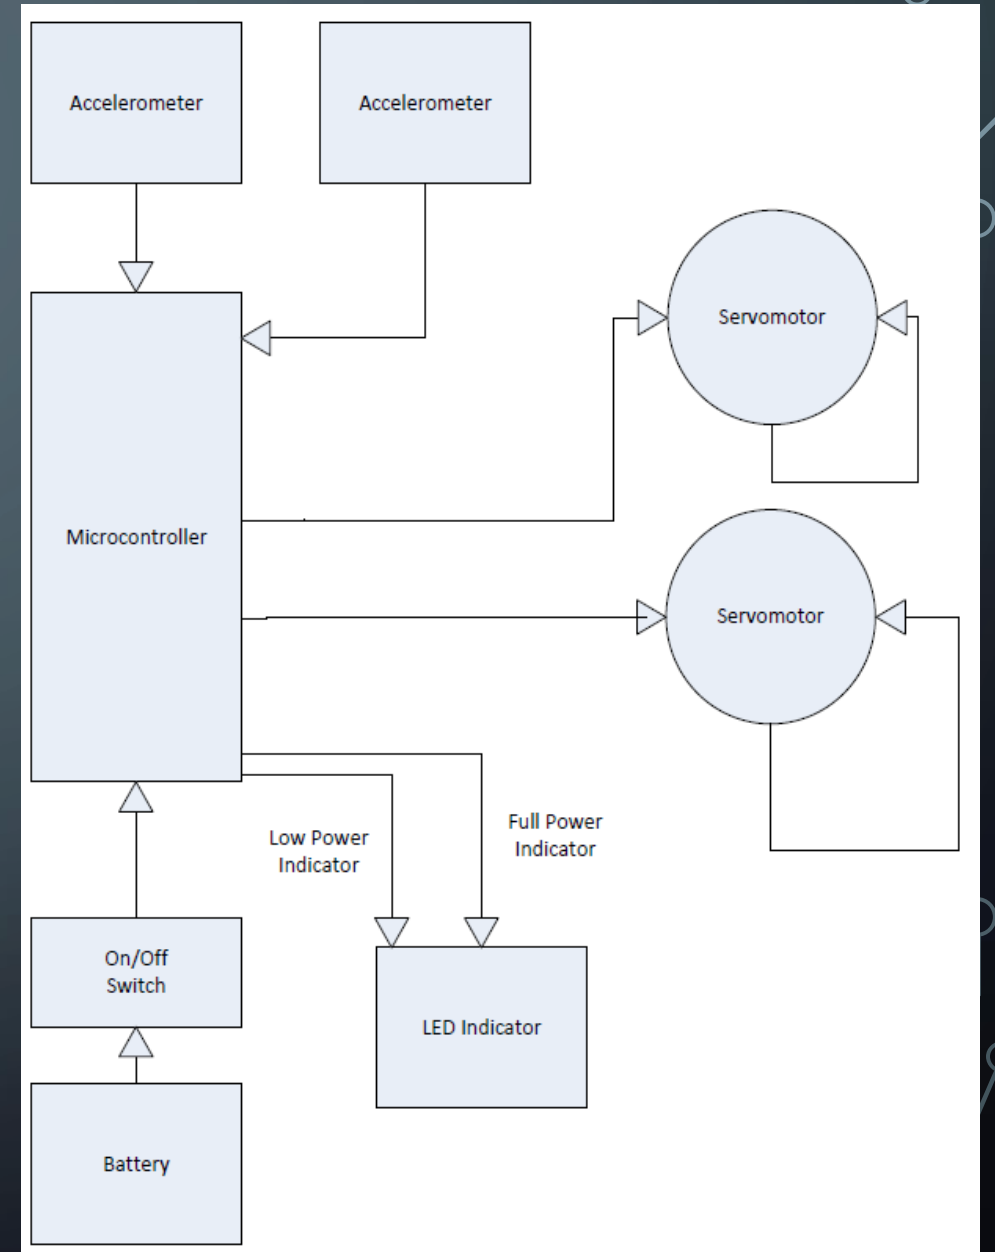 Accelerometer
Accelerometer
Servomotor
Microcontroller
Servomotor
Low Power
Indicator
Full Power
Indicator
On/Off
Switch
LED Indicator
Battery